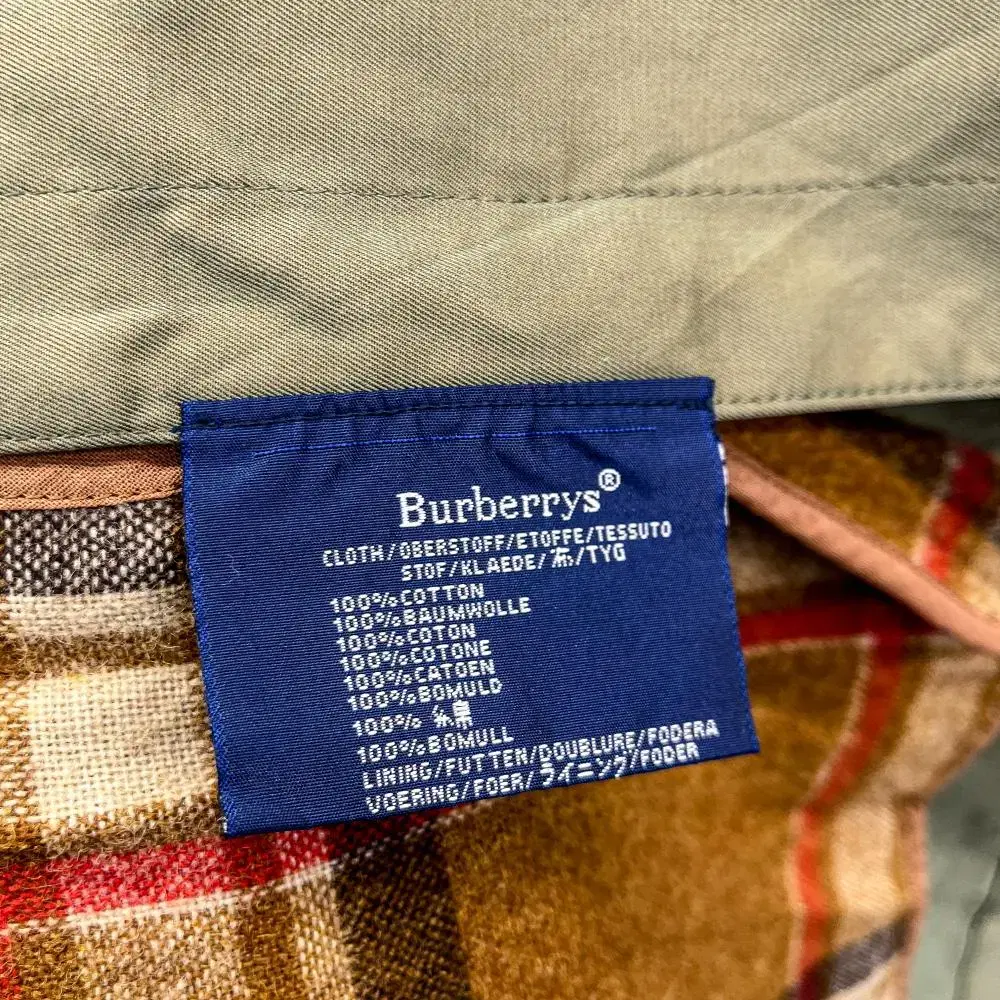 Burberrys®
CLOTH/OBERSTOFF/ETOFFE/TESSUTO
STOF/KLAEDE/布/TYG
100%COTTON
100%BAUMWOLLE
100%COTON
100%COTONE
100%CATOEN
100%BOMULD
100%綿
100%BOMULL
LINING/FUTTEN/DOUBLURE/FODERA
VOERING/FOER/ライニング/FODER